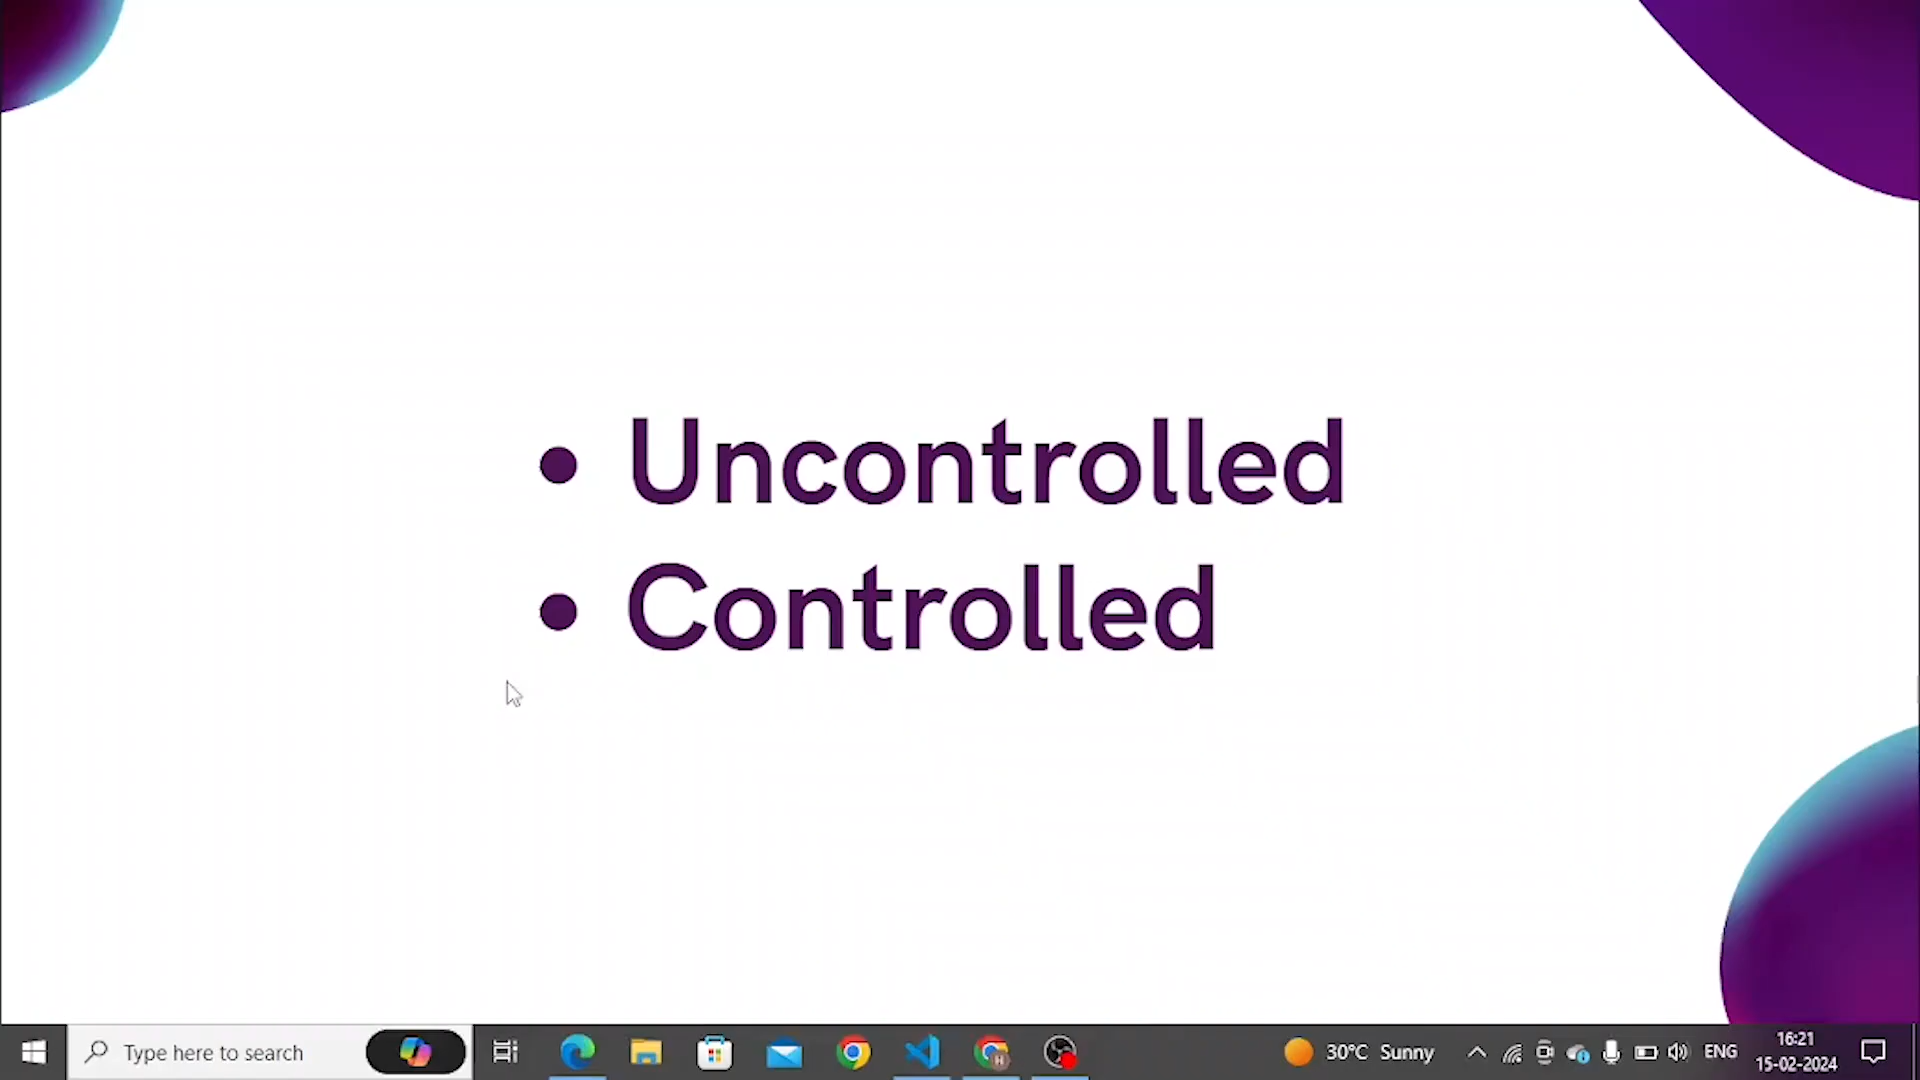 • Uncontrolled
• Controlled
Type here to search
30°C Sunny
ENG
16:21
15-02-2024
H